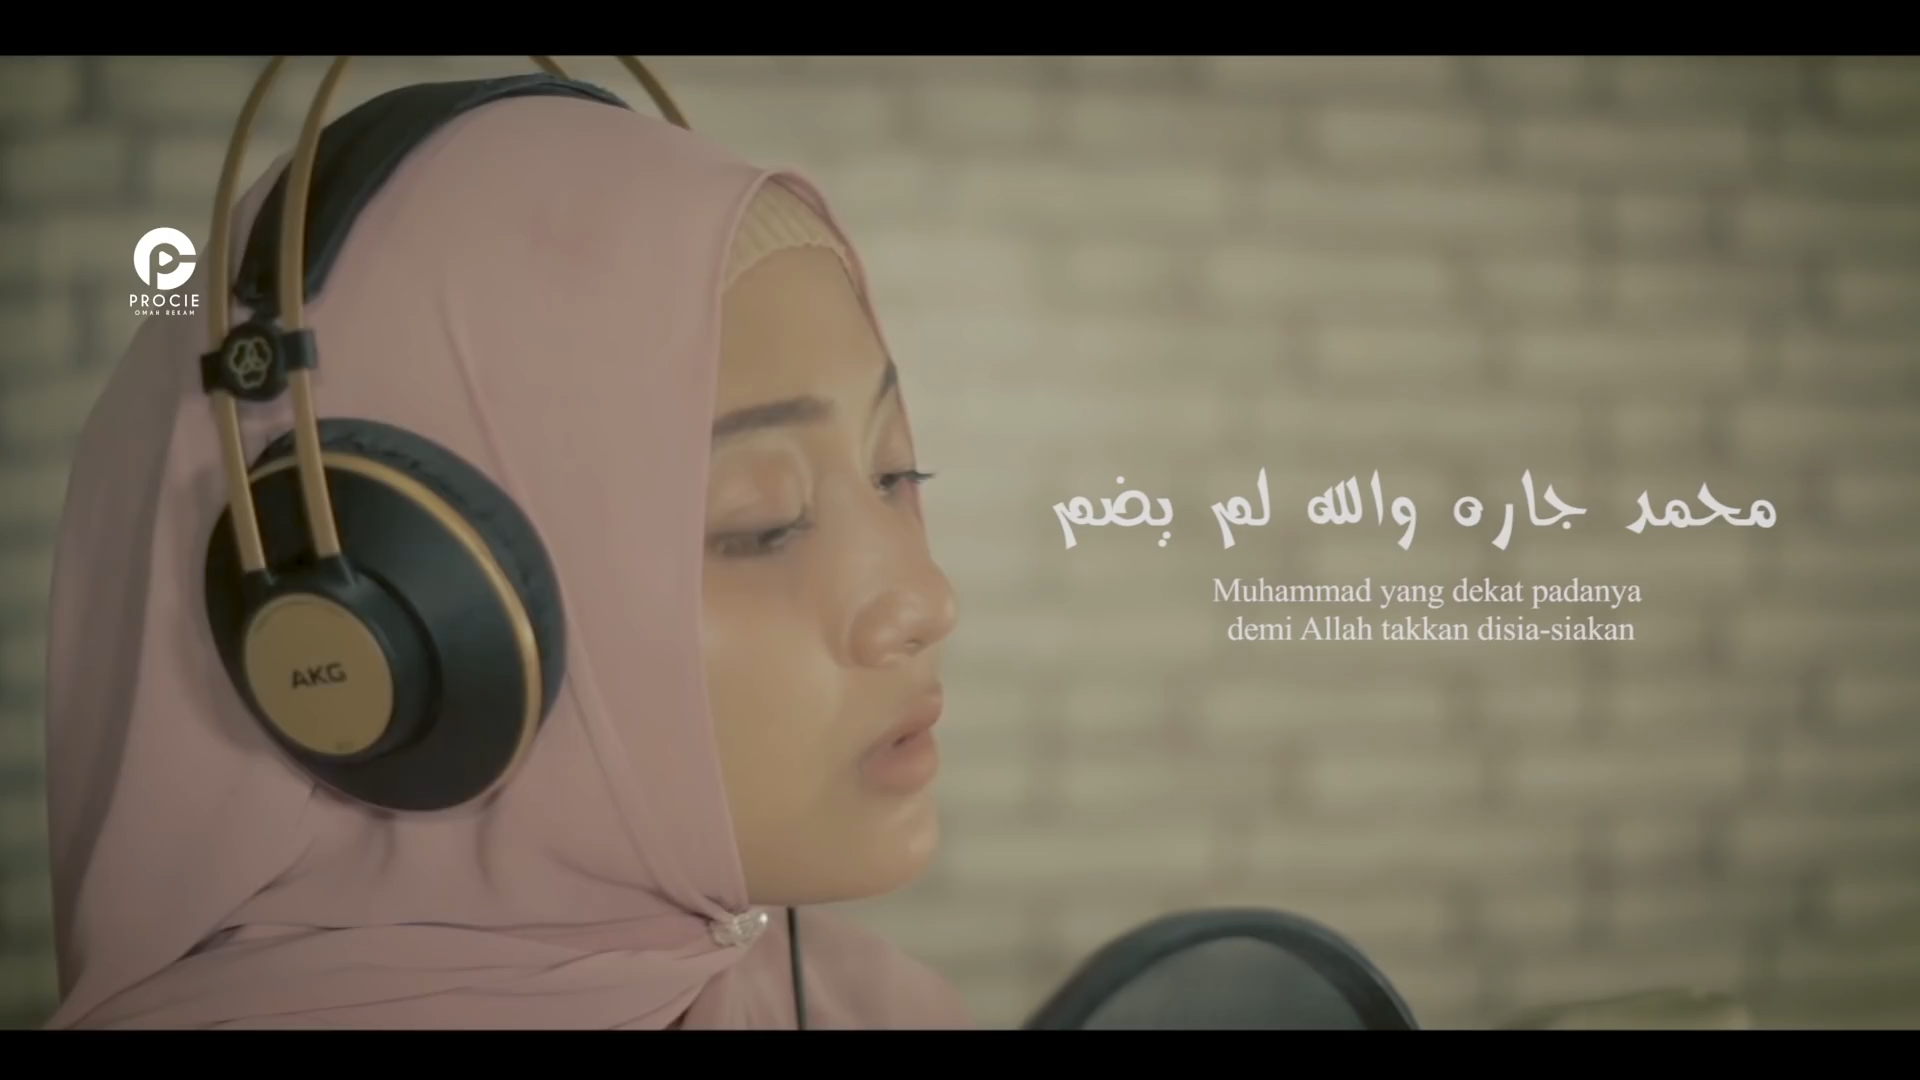 PROCIE
OMAH REKAM
AKG
محمد جاره والله لم يضم
Muhammad yang dekat padanya
demi Allah takkan disia-siakan